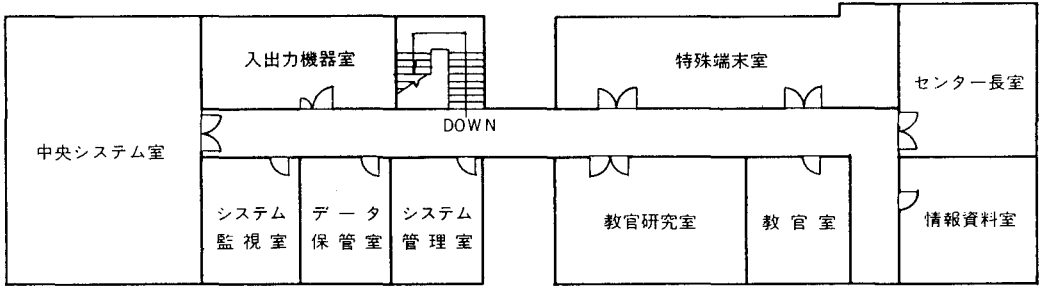 入出力機器室
特殊端末室
センター長室
DOWN
中央システム室
システム
監視室
データ
保管室
システム
管理室
教官研究室
教官室
情報資料室